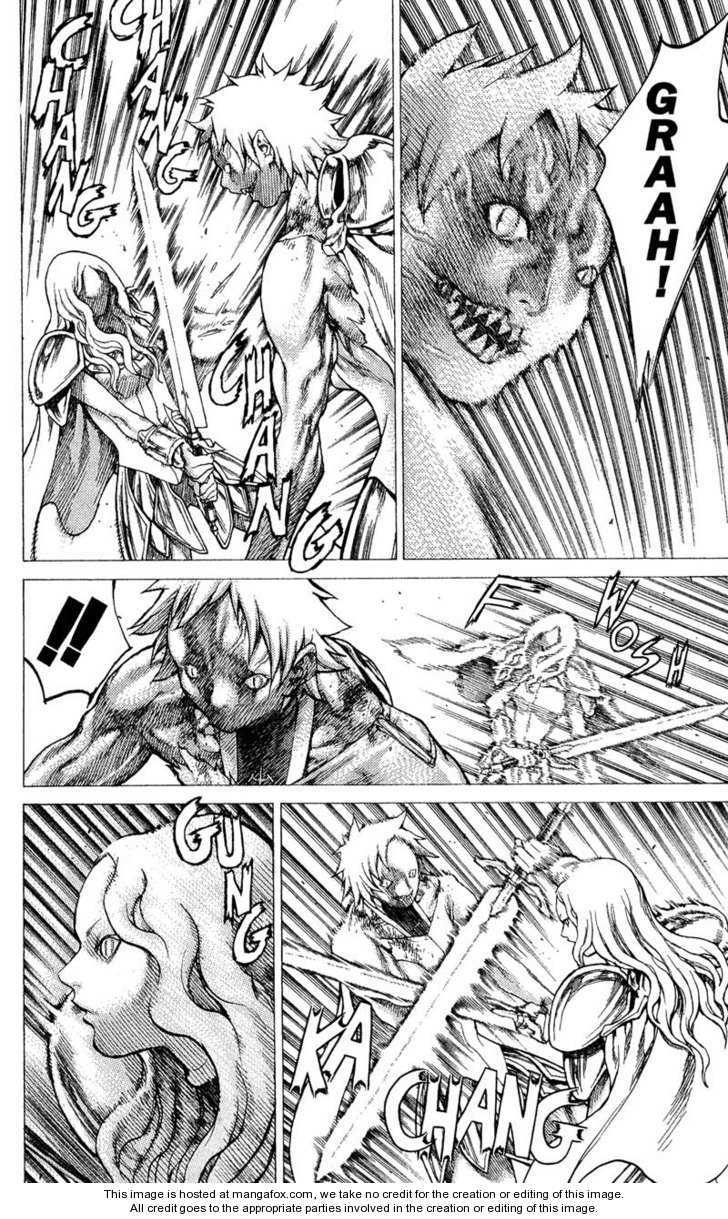 GRAAH!
CHANG
CHANG
CHANG
FWOSH
!!
KA
CHANG
GUNG
This image is hosted at mangafox.com, we take no credit for the creation or editing of this image.
All credit goes to the appropriate parties involved in the creation or editing of this image.